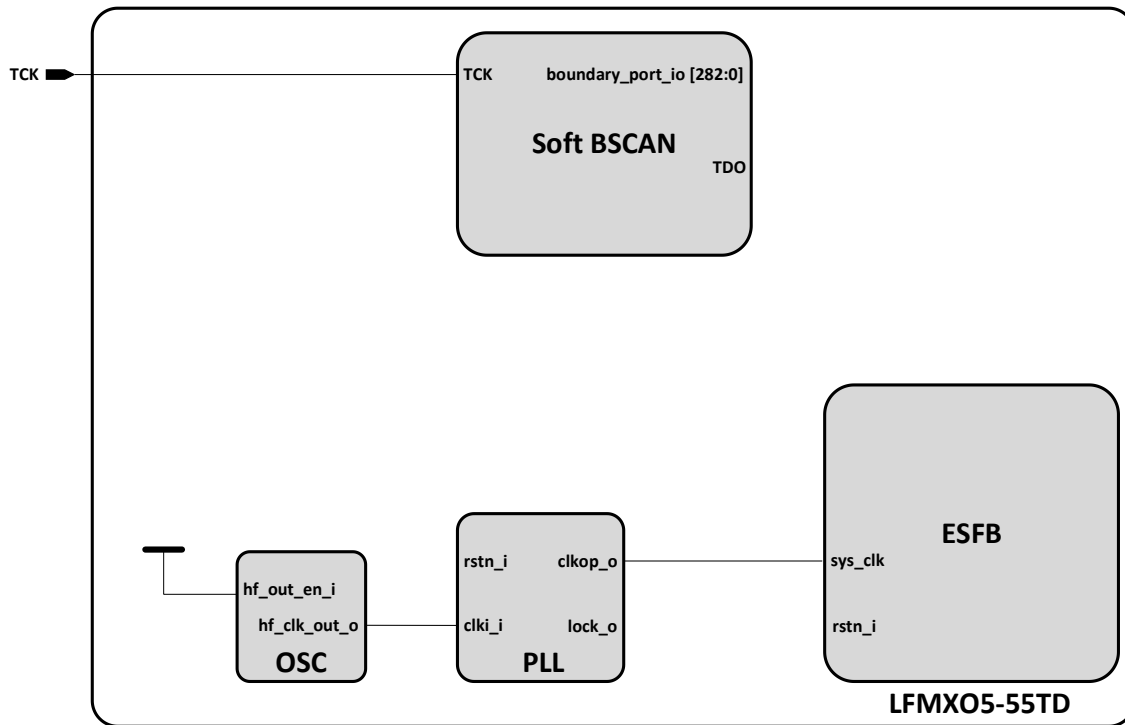 TCK
TCK
boundary_port_io [282:0]
Soft BSCAN
TDO
ESFB
rstn_i
clkop_o
sys_clk
hf_out_en_i
hf_clk_out_o
clki_i
lock_o
rstn_i
OSC
PLL
LFMXO5-55TD